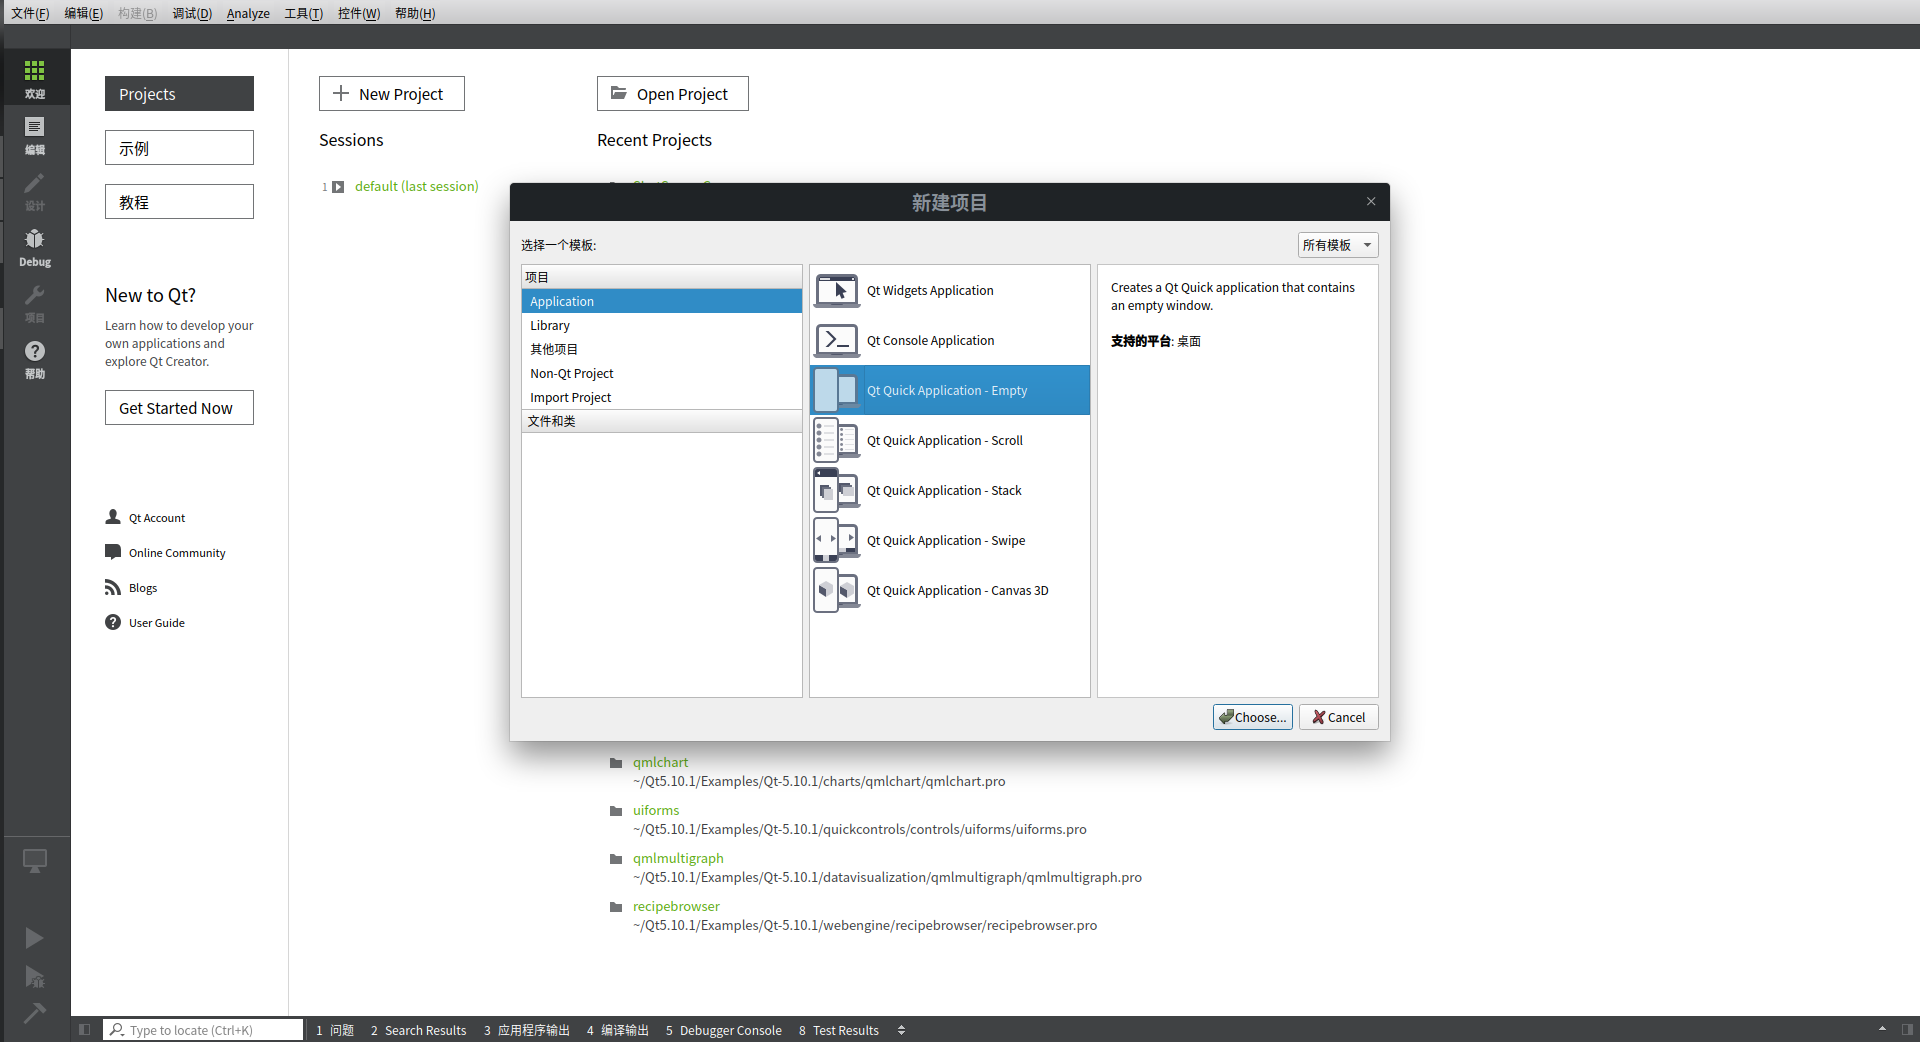 文件(F) 编辑(E) 构建(B) 调试(D) Analyze 工具(T) 控件(W) 帮助(H)
欢迎
编辑
设计
Debug
项目
帮助
Projects
示例
教程
New to Qt?
Learn how to develop your
own applications and
explore Qt Creator.
Get Started Now
Qt Account
Online Community
Blogs
User Guide
New Project
Open Project
Sessions
Recent Projects
1 default (last session)
新建项目
选择一个模板:
所有模板
项目
Application
Library
其他项目
Non-Qt Project
Import Project
文件和类
Qt Widgets Application
Qt Console Application
Qt Quick Application - Empty
Qt Quick Application - Scroll
Qt Quick Application - Stack
Qt Quick Application - Swipe
Qt Quick Application - Canvas 3D
Creates a Qt Quick application that contains
an empty window.
支持的平台: 桌面
Choose...
Cancel
qmlchart
~/Qt5.10.1/Examples/Qt-5.10.1/charts/qmlchart/qmlchart.pro
uiforms
~/Qt5.10.1/Examples/Qt-5.10.1/quickcontrols/controls/uiforms/uiforms.pro
qmlmultigraph
~/Qt5.10.1/Examples/Qt-5.10.1/datavisualization/qmlmultigraph/qmlmultigraph.pro
recipebrowser
~/Qt5.10.1/Examples/Qt-5.10.1/webengine/recipebrowser/recipebrowser.pro
Type to locate (Ctrl+K)
1 问题 2 Search Results 3 应用程序输出 4 编译输出 5 Debugger Console 8 Test Results